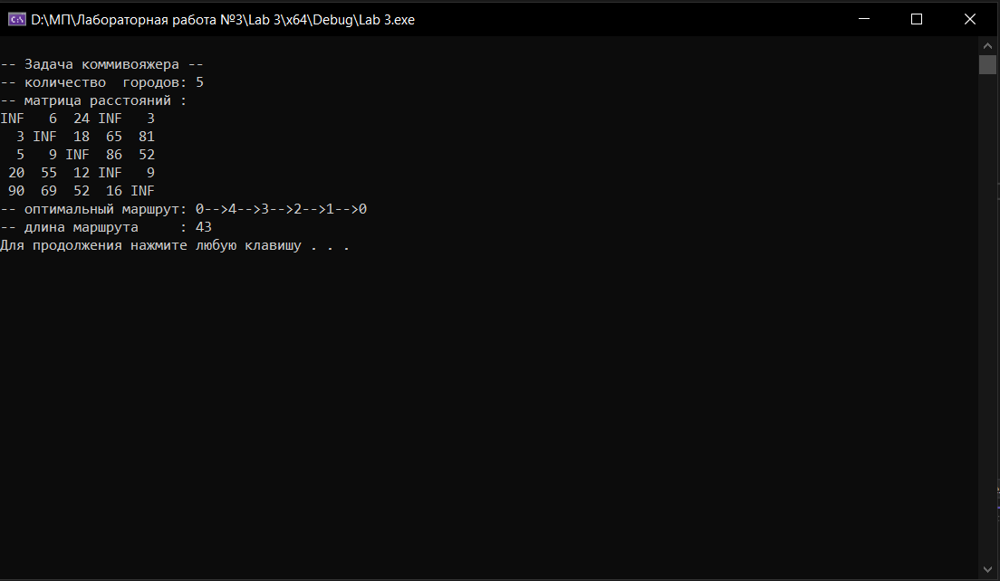 D:\МП\Лабораторная работа №3\Lab 3\x64\Debug\Lab 3.exe
-- Задача коммивояжера --
-- количество  городов: 5
-- матрица расстояний :
INF   6  24 INF   3
  3 INF  18  65  81
  5   9 INF  86  52
 20  55  12 INF   9
 90  69  52  16 INF
-- оптимальный маршрут: 0-->4-->3-->2-->1-->0
-- длина маршрута     : 43
Для продолжения нажмите любую клавишу . . .